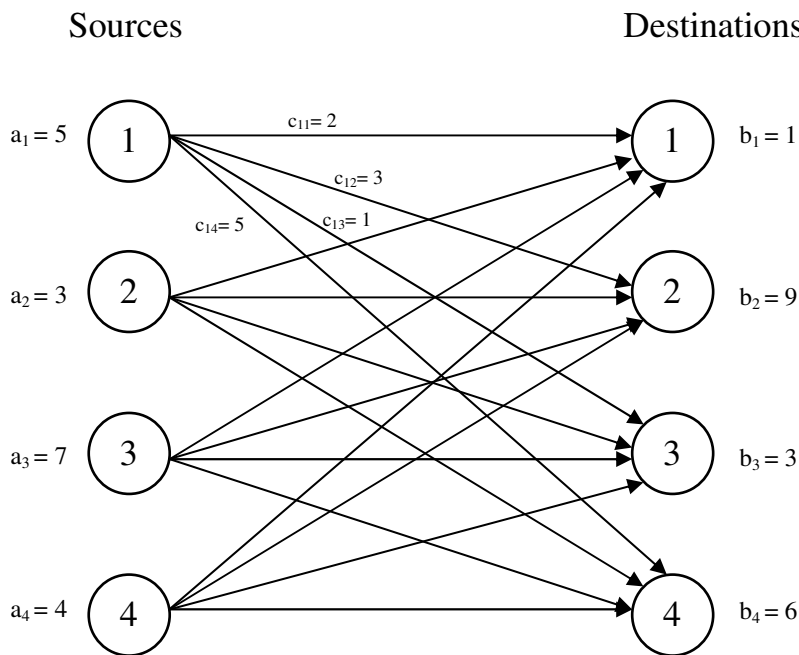 Sources Destinations
a₁ = 5 1 c₁₁= 2 1 b₁ = 1
c₁₂= 3
c₁₄= 5 c₁₃= 1
a₂ = 3 2 2 b₂ = 9
a₃ = 7 3 3 b₃ = 3
a₄ = 4 4 4 b₄ = 6